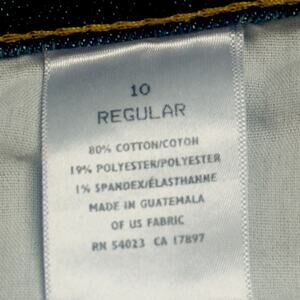 10
REGULAR
80% COTTON/COTON
19% POLYESTER/POLYESTER
1% SPANDEX/ÉLASTHANNE
MADE IN GUATEMALA
OF US FABRIC
RN 54023 CA 17897